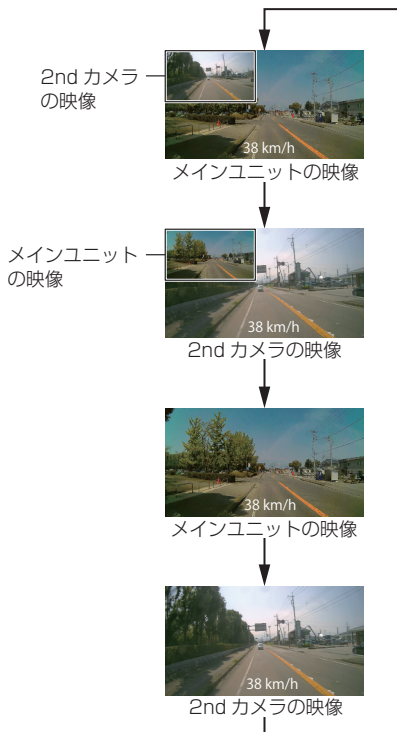 2nd カメラ
の映像
38 km/h
メインユニットの映像
メインユニット
の映像
38 km/h
2nd カメラの映像
38 km/h
メインユニットの映像
38 km/h
2nd カメラの映像